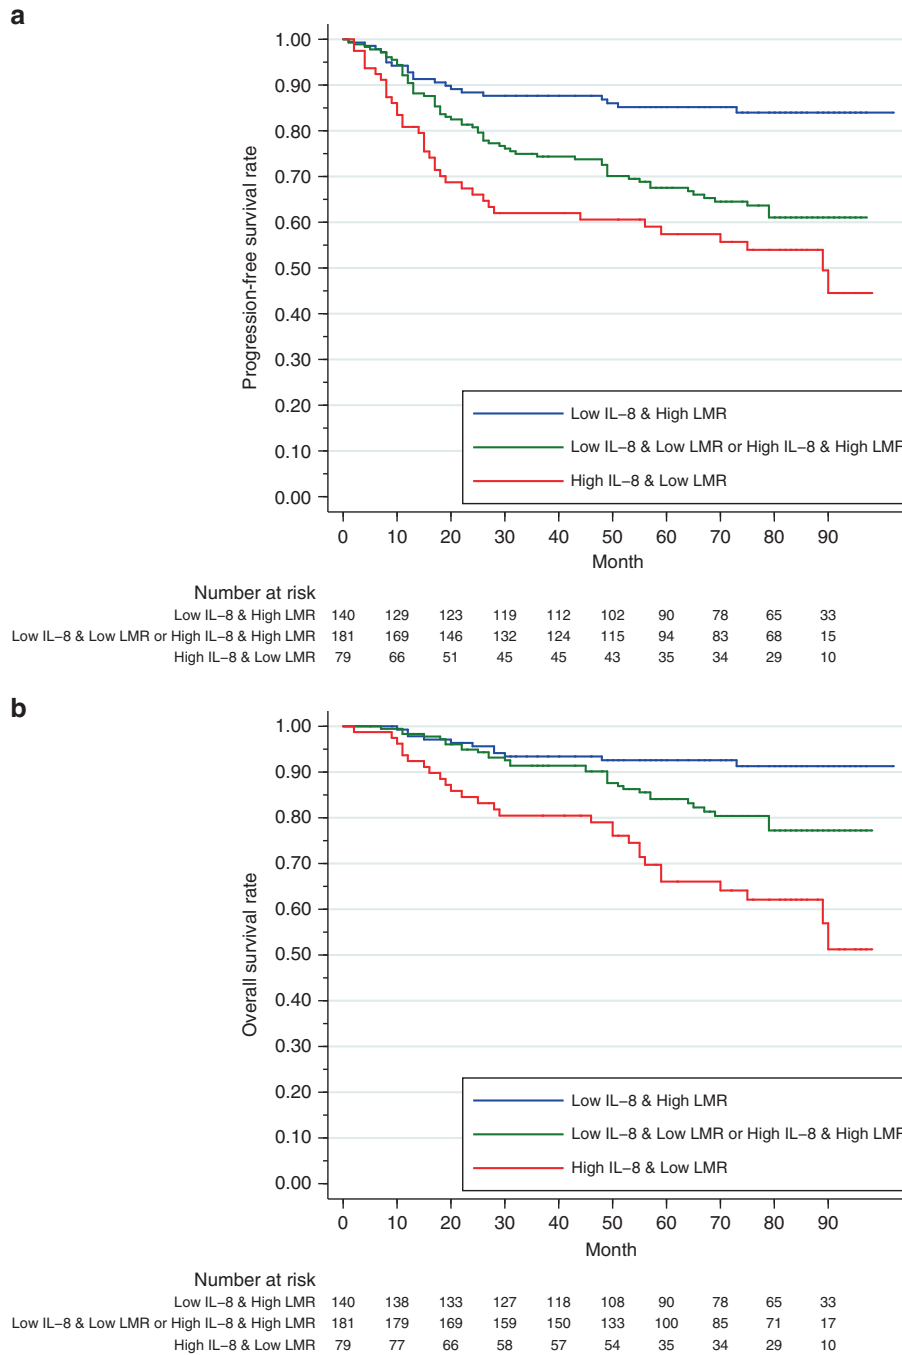 a
1.00
0.90
0.80
0.70
0.60
0.50
0.40
0.30
0.20
0.10
0.00
Progression-free survival rate
Low IL–8 & High LMR
Low IL–8 & Low LMR or High IL–8 & High LMR
High IL–8 & Low LMR
0 10 20 30 40 50 60 70 80 90
Month
Number at risk
Low IL–8 & High LMR 140 129 123 119 112 102 90 78 65 33
Low IL–8 & Low LMR or High IL–8 & High LMR 181 169 146 132 124 115 94 83 68 15
High IL–8 & Low LMR 79 66 51 45 45 43 35 34 29 10
b
1.00
0.90
0.80
0.70
0.60
0.50
0.40
0.30
0.20
0.10
0.00
Overall survival rate
Low IL–8 & High LMR
Low IL–8 & Low LMR or High IL–8 & High LMR
High IL–8 & Low LMR
0 10 20 30 40 50 60 70 80 90
Month
Number at risk
Low IL–8 & High LMR 140 138 133 127 118 108 90 78 65 33
Low IL–8 & Low LMR or High IL–8 & High LMR 181 179 169 159 150 133 100 85 71 17
High IL–8 & Low LMR 79 77 66 58 57 54 35 34 29 10